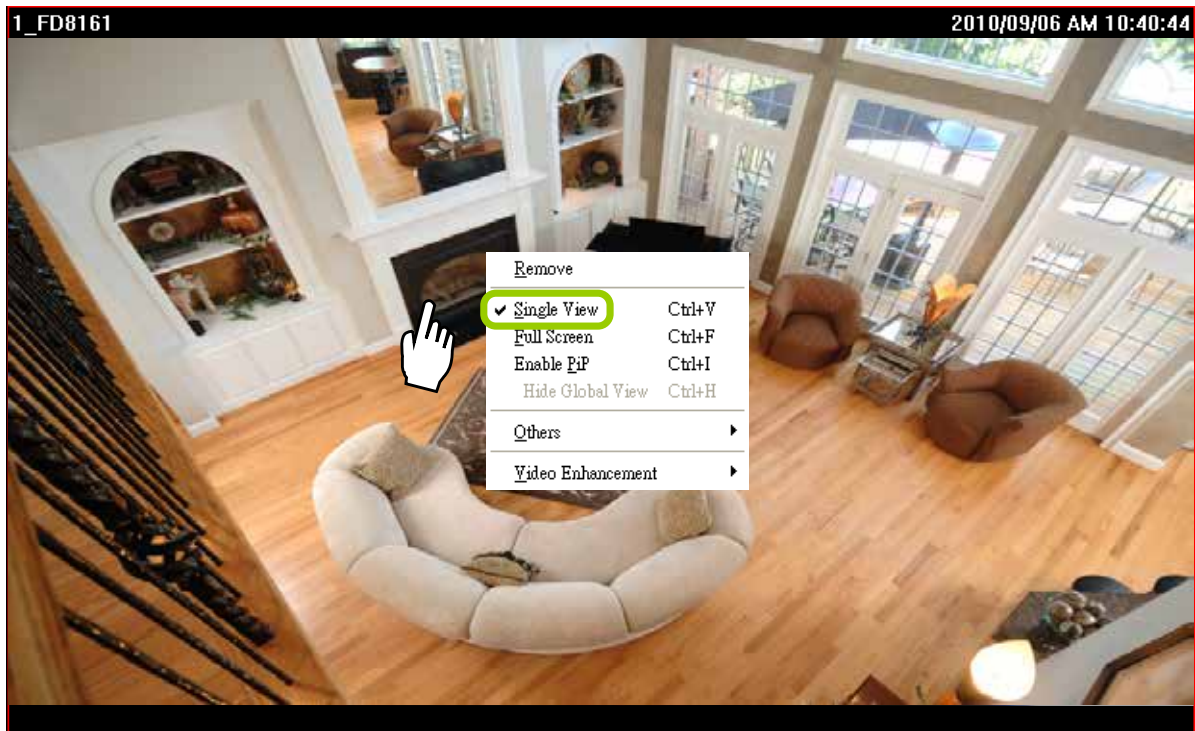 1_FD8161 2010/09/06 AM 10:40:44
Remove
Single View Ctrl+V
Full Screen Ctrl+F
Enable PiP Ctrl+I
Hide Global View Ctrl+H
Others
Video Enhancement